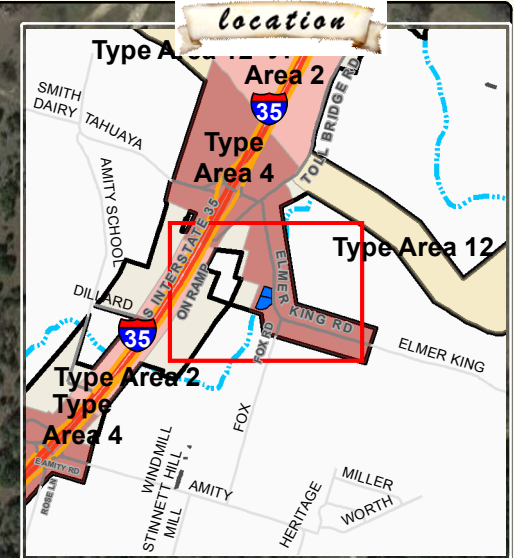 location
Type Area 12
Area 2
35
SMITH
DAIRY
TAHUAYA
TOLL BRIDGE RD
Type
Area 4
AMITY SCHOOL
S INTERSTATE 35
ON RAMP
Type Area 12
DILLARD
ELMER
KING RD
35
FOX RD
ELMER KING
Type Area 2
Type
Area 4
FOX
E AMITY RD
ROSE LN
WINDMILL
STINNETT HILL
MILL
AMITY
HERITAGE
MILLER
WORTH